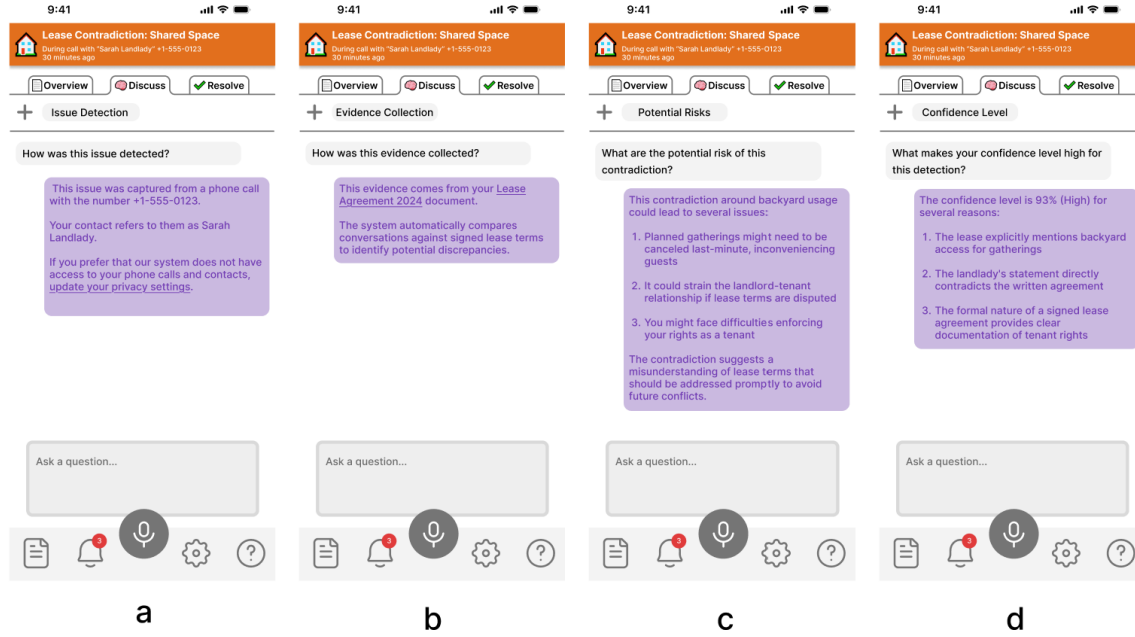 9:41
Lease Contradiction: Shared Space
During call with "Sarah Landlady" +1-555-0123
30 minutes ago
Overview
Discuss
Resolve
+ Issue Detection
How was this issue detected?
This issue was captured from a phone call
with the number +1-555-0123.
Your contact refers to them as Sarah
Landlady.
If you prefer that our system does not have
access to your phone calls and contacts,
update your privacy settings.
Ask a question...
3
?
a
9:41
Lease Contradiction: Shared Space
During call with "Sarah Landlady" +1-555-0123
30 minutes ago
Overview
Discuss
Resolve
+ Evidence Collection
How was this evidence collected?
This evidence comes from your Lease
Agreement 2024 document.
The system automatically compares
conversations against signed lease terms
to identify potential discrepancies.
Ask a question...
3
?
b
9:41
Lease Contradiction: Shared Space
During call with "Sarah Landlady" +1-555-0123
30 minutes ago
Overview
Discuss
Resolve
+ Potential Risks
What are the potential risk of this
contradiction?
This contradiction around backyard usage
could lead to several issues:
1. Planned gatherings might need to be
canceled last-minute, inconveniencing
guests
2. It could strain the landlord-tenant
relationship if lease terms are disputed
3. You might face difficulties enforcing
your rights as a tenant
The contradiction suggests a
misunderstanding of lease terms that
should be addressed promptly to avoid
future conflicts.
Ask a question...
3
?
c
9:41
Lease Contradiction: Shared Space
During call with "Sarah Landlady" +1-555-0123
30 minutes ago
Overview
Discuss
Resolve
+ Confidence Level
What makes your confidence level high for
this detection?
The confidence level is 93% (High) for
several reasons:
1. The lease explicitly mentions backyard
access for gatherings
2. The landlady's statement directly
contradicts the written agreement
3. The formal nature of a signed lease
agreement provides clear
documentation of tenant rights
Ask a question...
3
?
d